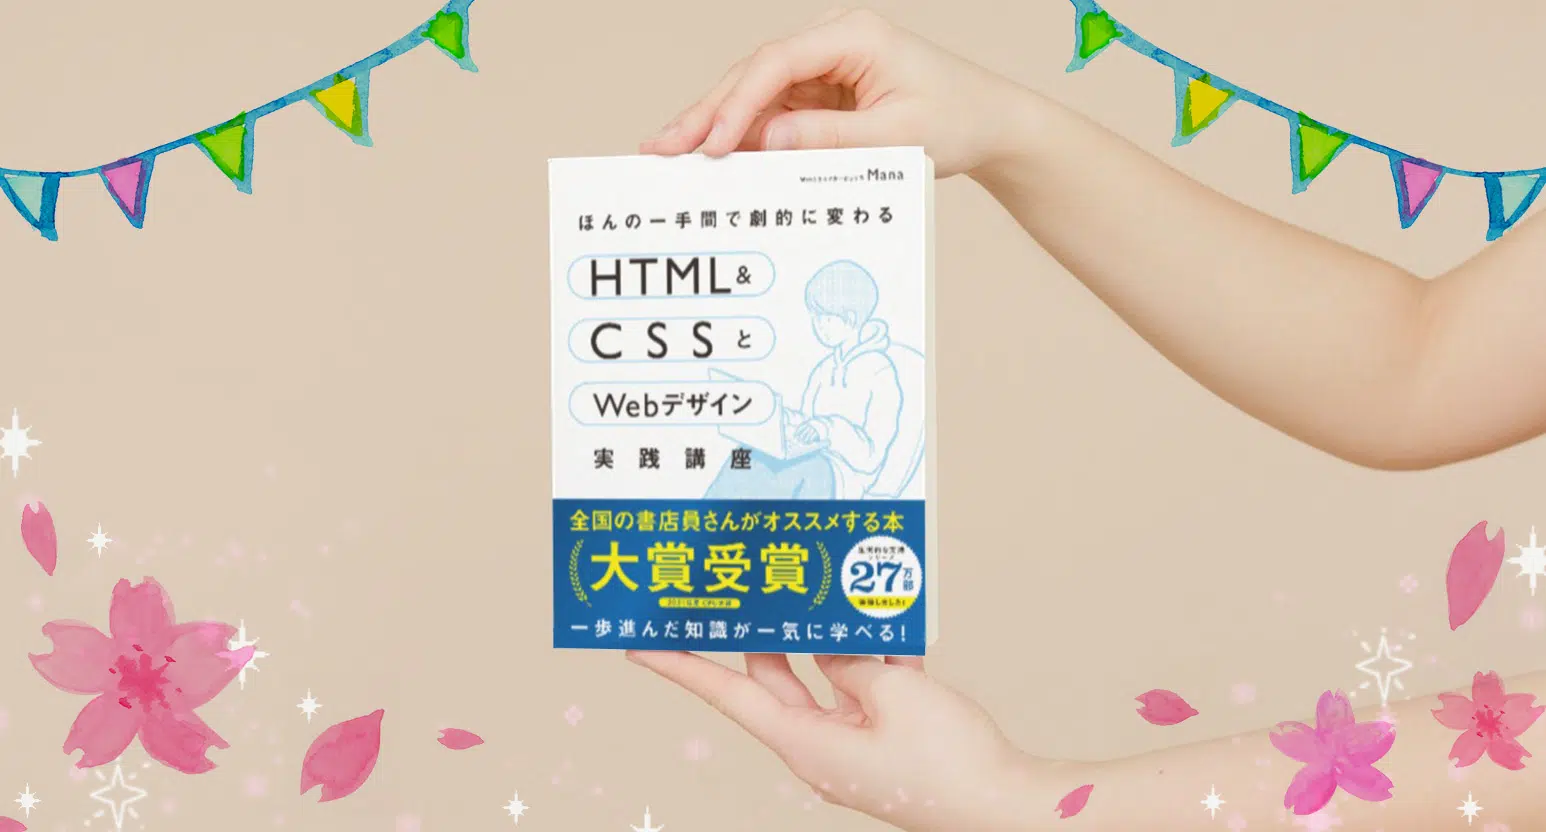 Mana
ほんの一手間で劇的に変わる
HTML&
CSSと
Webデザイン
実践講座
全国の書店員さんがオススメする本
大賞受賞
27万部
一歩進んだ知識が一気に学べる!